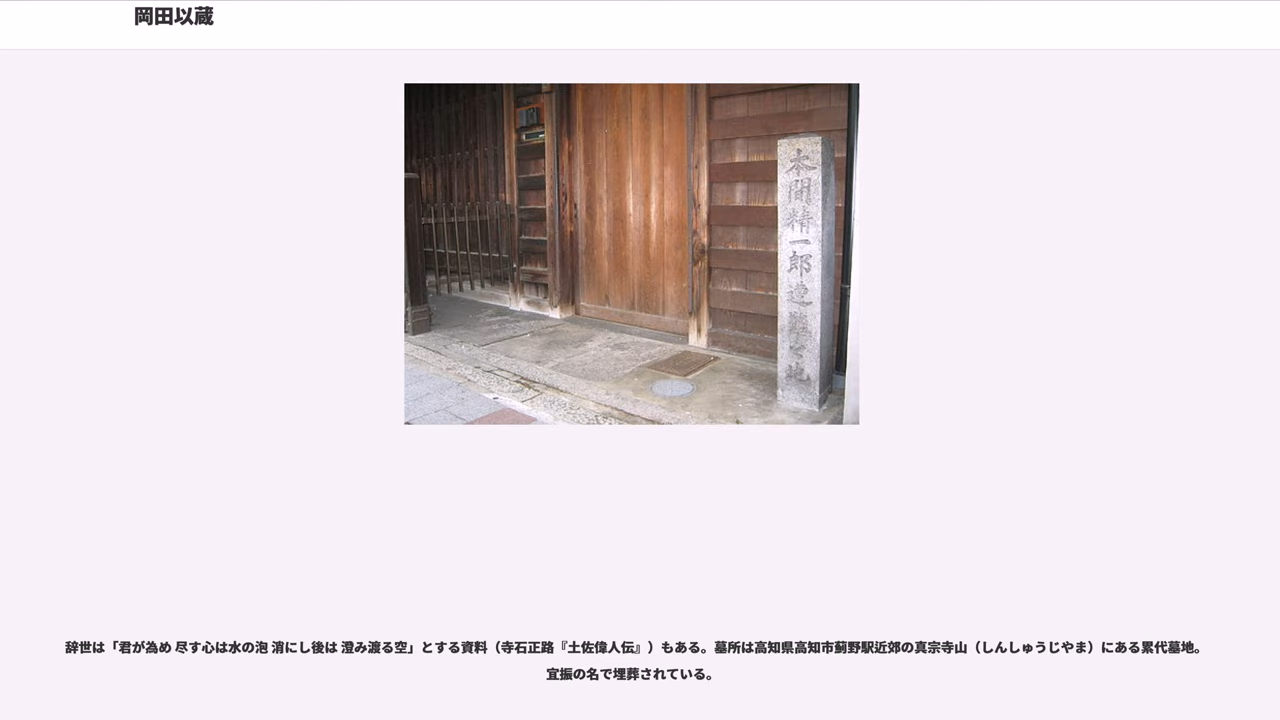 岡田以蔵
本間精一郎遭難之地
辞世は「君が為め 尽す心は水の泡 消にし後は 澄み渡る空」とする資料（寺石正路『土佐偉人伝』）もある。墓所は高知県高知市薊野駅近郊の真宗寺山（しんしゅうじやま）にある累代墓地。
宜振の名で埋葬されている。